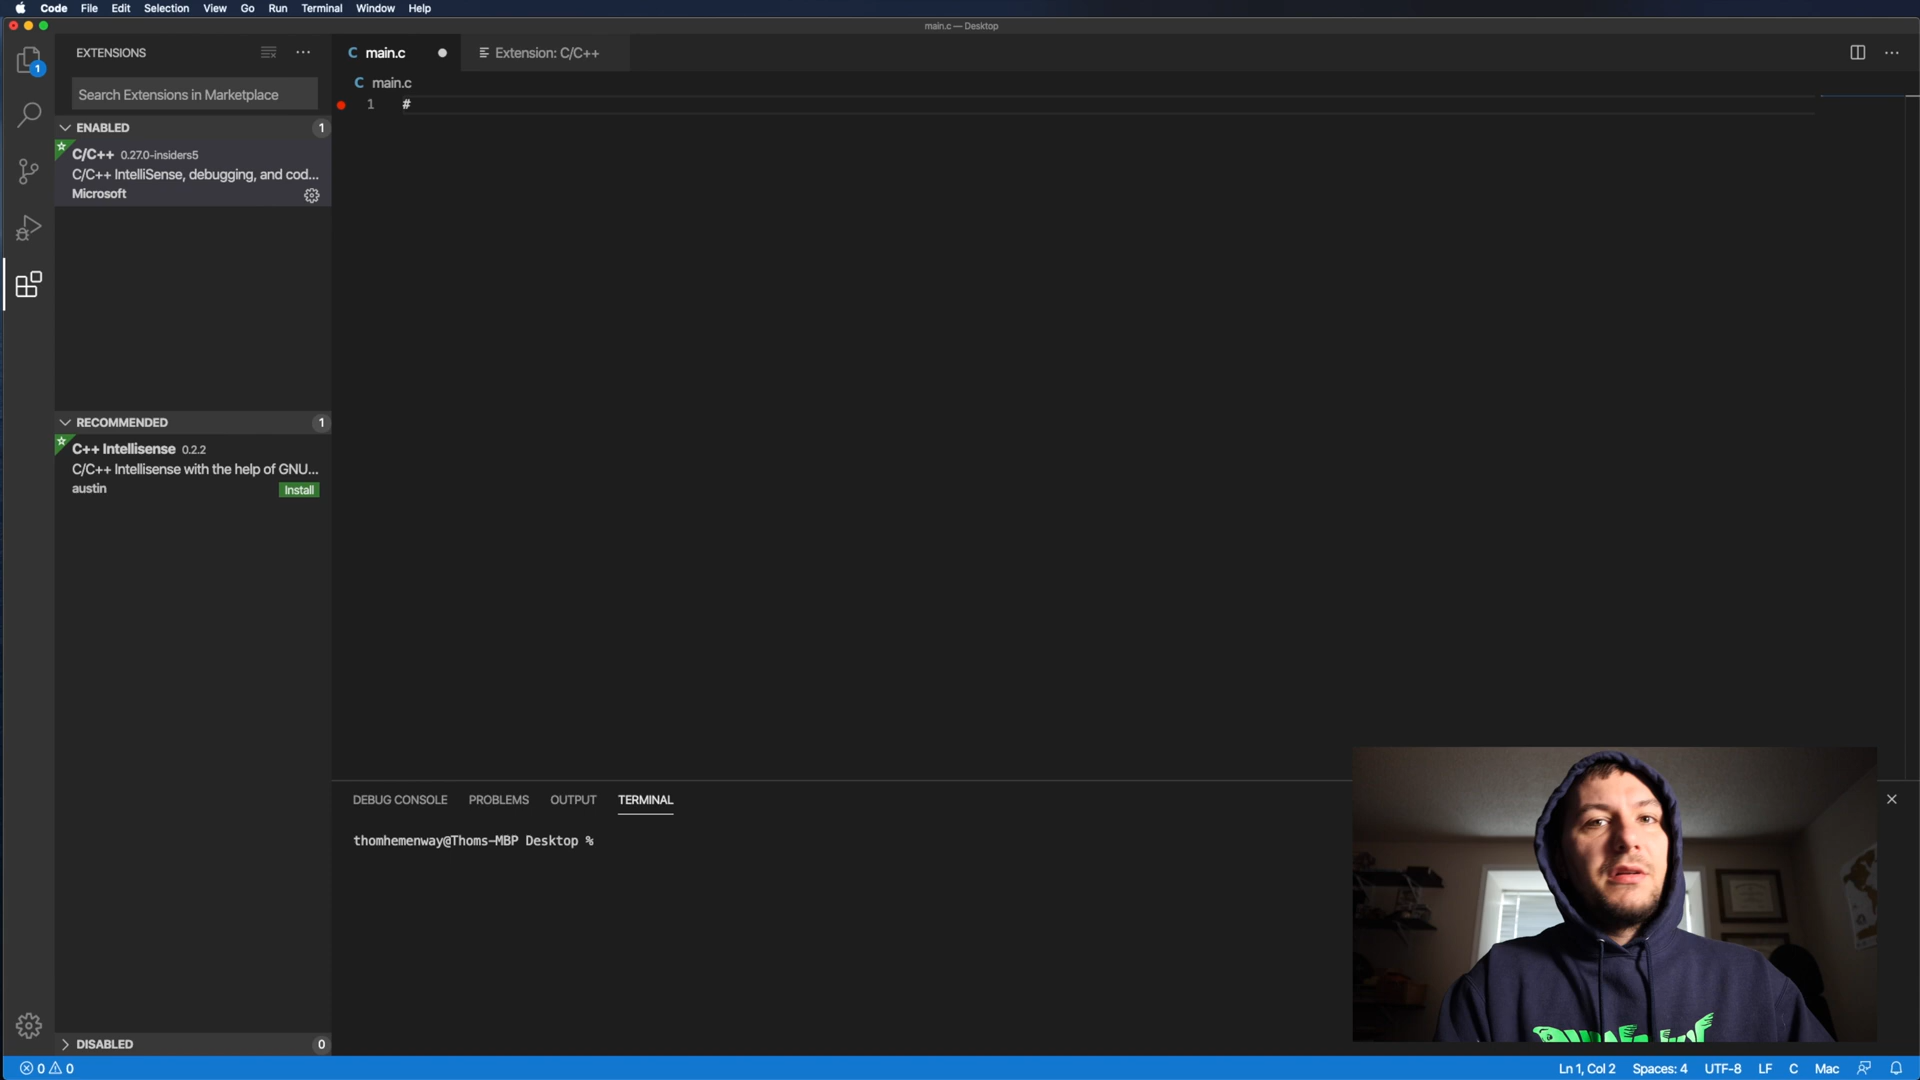 Code File Edit Selection View Go Run Terminal Window Help
main.c — Desktop
EXTENSIONS
1
Search Extensions in Marketplace
ENABLED 1
C/C++ 0.27.0-insiders5
C/C++ IntelliSense, debugging, and cod...
Microsoft
RECOMMENDED 1
C++ Intellisense 0.2.2
C/C++ Intellisense with the help of GNU...
austin Install
DISABLED 0
C main.c Extension: C/C++
C main.c
1 #
DEBUG CONSOLE PROBLEMS OUTPUT TERMINAL
thomhemenway@Thoms-MBP Desktop %
0 0 Ln 1, Col 2 Spaces: 4 UTF-8 LF C Mac